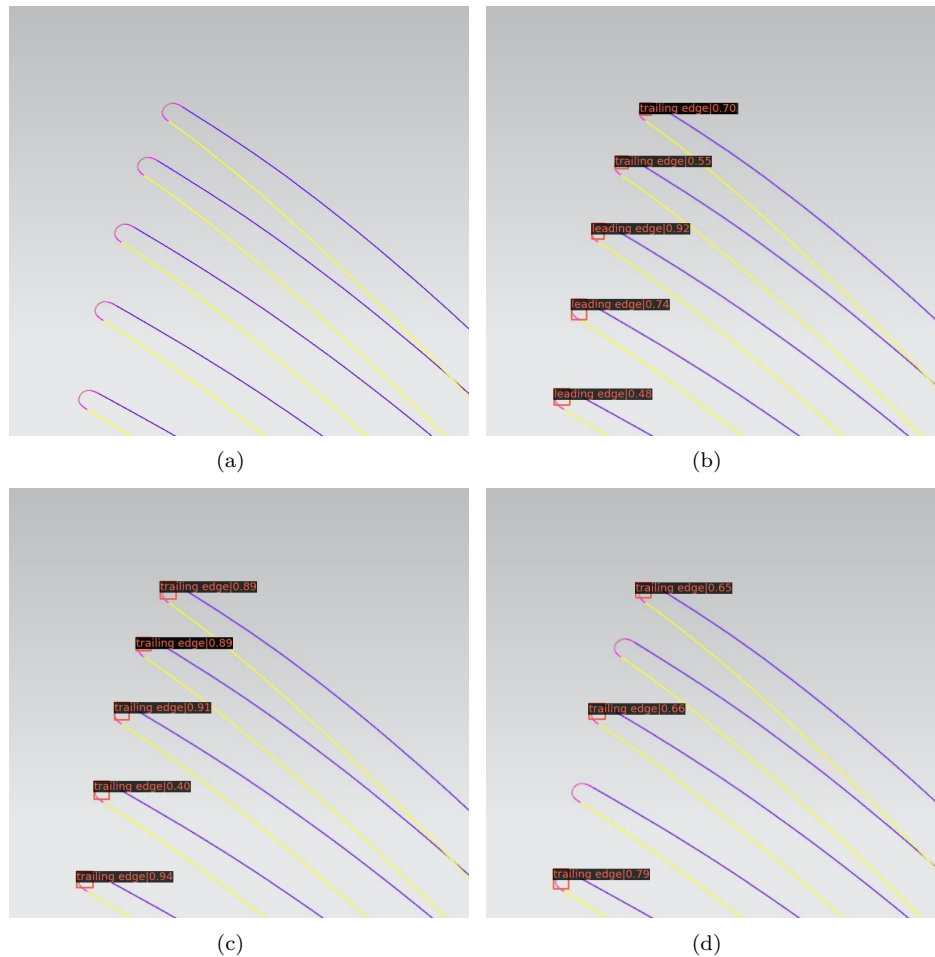 trailing edge|0.70
trailing edge|0.55
leading edge|0.92
leading edge|0.74
leading edge|0.48
(a)
(b)
trailing edge|0.89
trailing edge|0.65
trailing edge|0.89
trailing edge|0.91
trailing edge|0.66
trailing edge|0.40
trailing edge|0.94
trailing edge|0.79
(c)
(d)